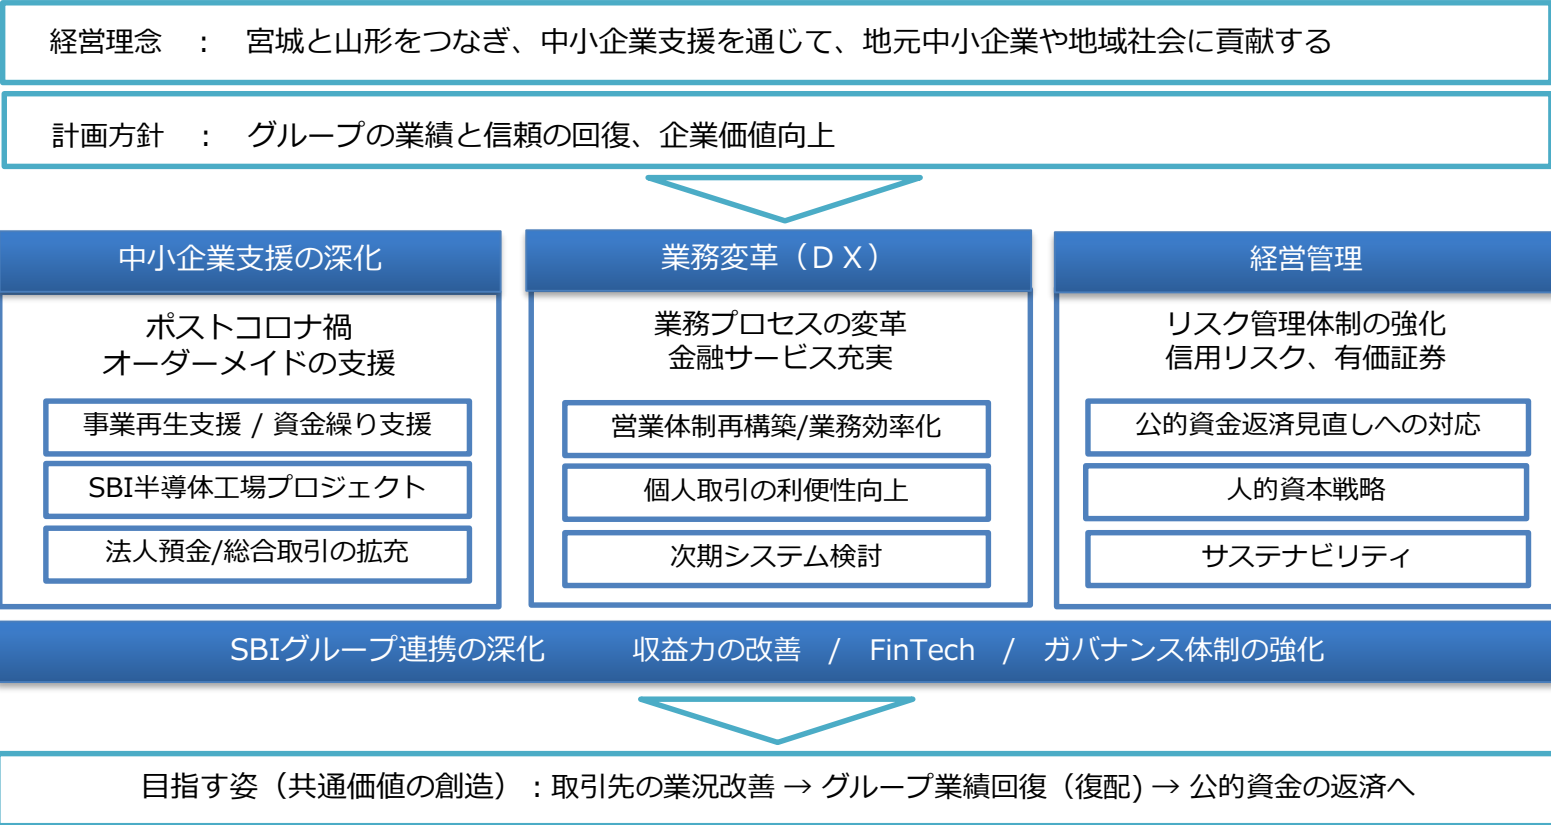 経営理念 : 宮城と山形をつなぎ、中小企業支援を通じて、地元中小企業や地域社会に貢献する
計画方針 : グループの業績と信頼の回復、企業価値向上
中小企業支援の深化
ポストコロナ禍
オーダーメイドの支援
事業再生支援 / 資金繰り支援
SBI半導体工場プロジェクト
法人預金/総合取引の拡充
業務変革（ＤＸ）
業務プロセスの変革
金融サービス充実
営業体制再構築/業務効率化
個人取引の利便性向上
次期システム検討
経営管理
リスク管理体制の強化
信用リスク、有価証券
公的資金返済見直しへの対応
人的資本戦略
サステナビリティ
SBIグループ連携の深化 収益力の改善 / FinTech / ガバナンス体制の強化
目指す姿（共通価値の創造）: 取引先の業況改善 → グループ業績回復（復配) → 公的資金の返済へ